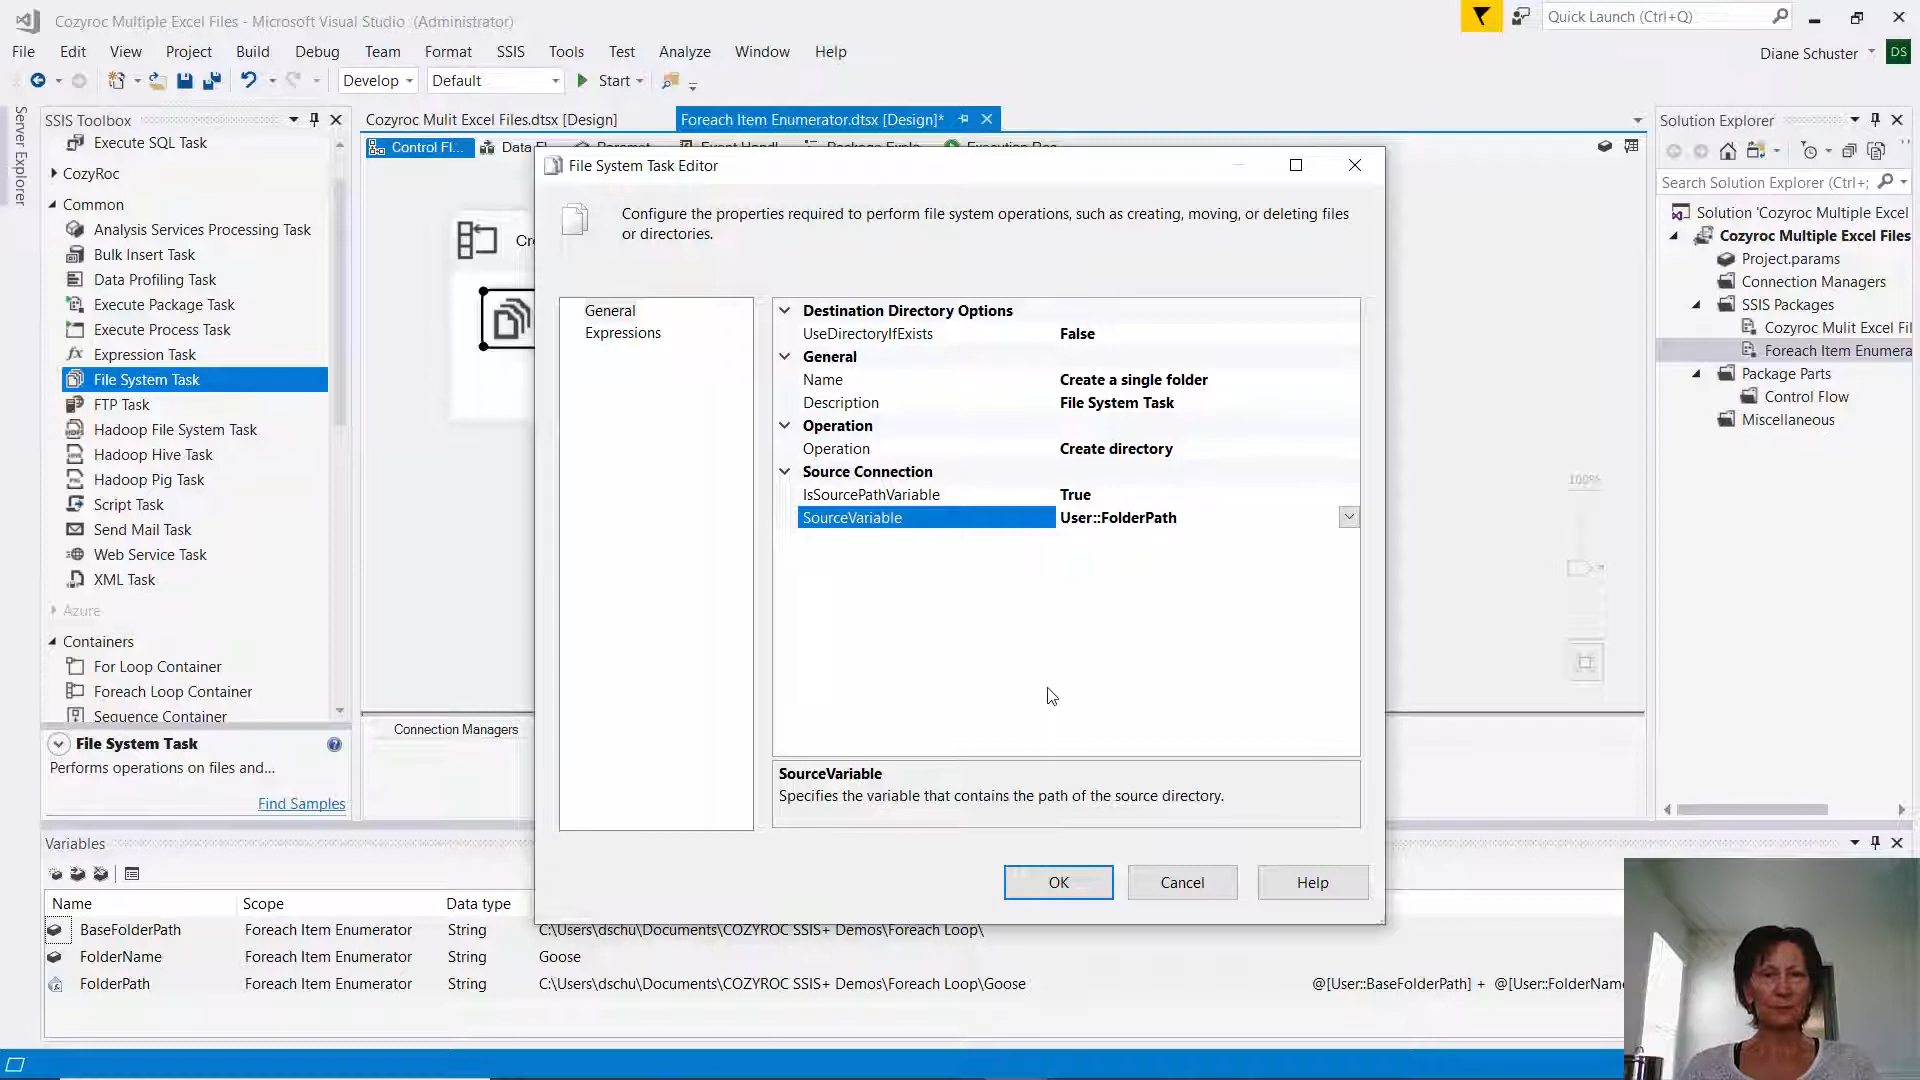 Cozyroc Multiple Excel Files - Microsoft Visual Studio (Administrator)
Quick Launch (Ctrl+Q)
File Edit View Project Build Debug Team Format SSIS Tools Test Analyze Window Help
Diane Schuster DS
Develop Default Start
Server Explorer
SSIS Toolbox
Execute SQL Task
CozyRoc
Common
Analysis Services Processing Task
Bulk Insert Task
Data Profiling Task
Execute Package Task
Execute Process Task
Expression Task
File System Task
FTP Task
Hadoop File System Task
Hadoop Hive Task
Hadoop Pig Task
Script Task
Send Mail Task
Web Service Task
XML Task
Azure
Containers
For Loop Container
Foreach Loop Container
Sequence Container
File System Task
Performs operations on files and...
Find Samples
Cozyroc Mulit Excel Files.dtsx [Design]
Foreach Item Enumerator.dtsx [Design]*
Control Fl...
Cre
100%
Connection Managers
File System Task Editor
Configure the properties required to perform file system operations, such as creating, moving, or deleting files
or directories.
General
Expressions
Destination Directory Options
UseDirectoryIfExists False
General
Name Create a single folder
Description File System Task
Operation
Operation Create directory
Source Connection
IsSourcePathVariable True
SourceVariable User::FolderPath
SourceVariable
Specifies the variable that contains the path of the source directory.
OK Cancel Help
Solution Explorer
Search Solution Explorer (Ctrl+;
Solution 'Cozyroc Multiple Excel
Cozyroc Multiple Excel Files
Project.params
Connection Managers
SSIS Packages
Cozyroc Mulit Excel Fil
Foreach Item Enumera
Package Parts
Control Flow
Miscellaneous
Variables
Name Scope Data type
BaseFolderPath Foreach Item Enumerator String C:\Users\dschu\Documents\COZYROC SSIS+ Demos\Foreach Loop\
FolderName Foreach Item Enumerator String Goose
FolderPath Foreach Item Enumerator String C:\Users\dschu\Documents\COZYROC SSIS+ Demos\Foreach Loop\Goose @[User::BaseFolderPath] + @[User::FolderName